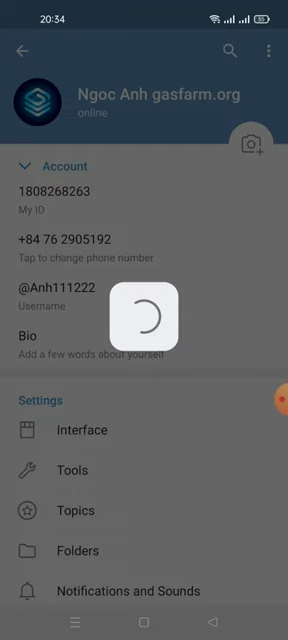 20:34
55
Ngoc Anh gasfarm.org
online
Account
1808268263
My ID
+84 76 2905192
Tap to change phone number
@Anh111222
Username
Bio
Add a few words about yourself
Settings
Interface
Tools
Topics
Folders
Notifications and Sounds